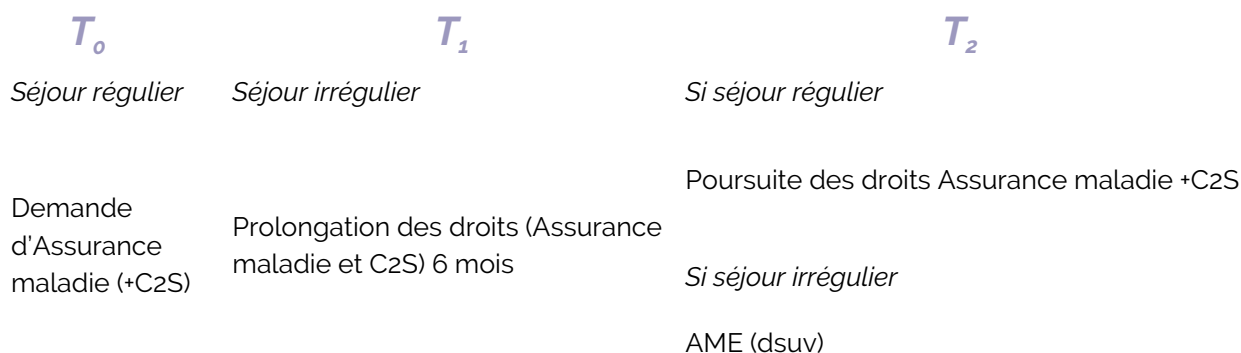 T₀
T₁
T₂
Séjour régulier
Séjour irrégulier
Si séjour régulier
Demande
d’Assurance
maladie (+C2S)
Prolongation des droits (Assurance
maladie et C2S) 6 mois
Poursuite des droits Assurance maladie +C2S
Si séjour irrégulier
AME (dsuv)